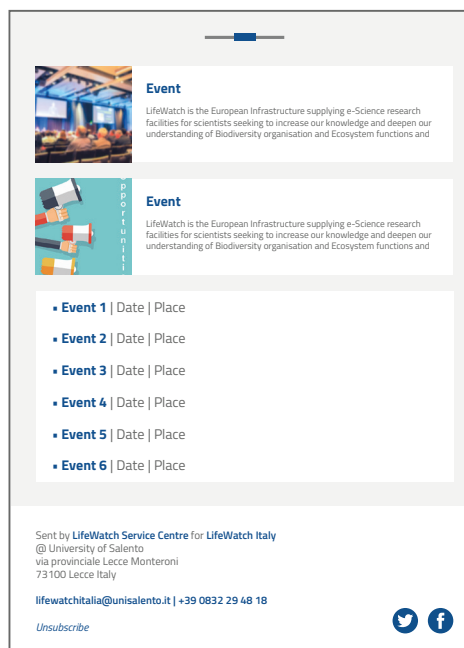 Event
LifeWatch is the European Infrastructure supplying e-Science research
facilities for scientists seeking to increase our knowledge and deepen our
understanding of Biodiversity organisation and Ecosystem functions and
pportuniti
Event
LifeWatch is the European Infrastructure supplying e-Science research
facilities for scientists seeking to increase our knowledge and deepen our
understanding of Biodiversity organisation and Ecosystem functions and
▪ Event 1 | Date | Place
▪ Event 2 | Date | Place
▪ Event 3 | Date | Place
▪ Event 4 | Date | Place
▪ Event 5 | Date | Place
▪ Event 6 | Date | Place
Sent by LifeWatch Service Centre for LifeWatch Italy
@ University of Salento
via provinciale Lecce Monteroni
73100 Lecce Italy
lifewatchitalia@unisalento.it | +39 0832 29 48 18
Unsubscribe